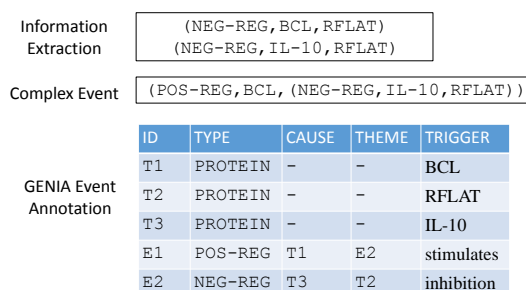 Information
Extraction
(NEG-REG,BCL,RFLAT)
(NEG-REG,IL-10,RFLAT)
Complex Event
(POS-REG,BCL,(NEG-REG,IL-10,RFLAT))
GENIA Event
Annotation
ID TYPE CAUSE THEME TRIGGER
T1 PROTEIN – – BCL
T2 PROTEIN – – RFLAT
T3 PROTEIN – – IL-10
E1 POS-REG T1 E2 stimulates
E2 NEG-REG T3 T2 inhibition